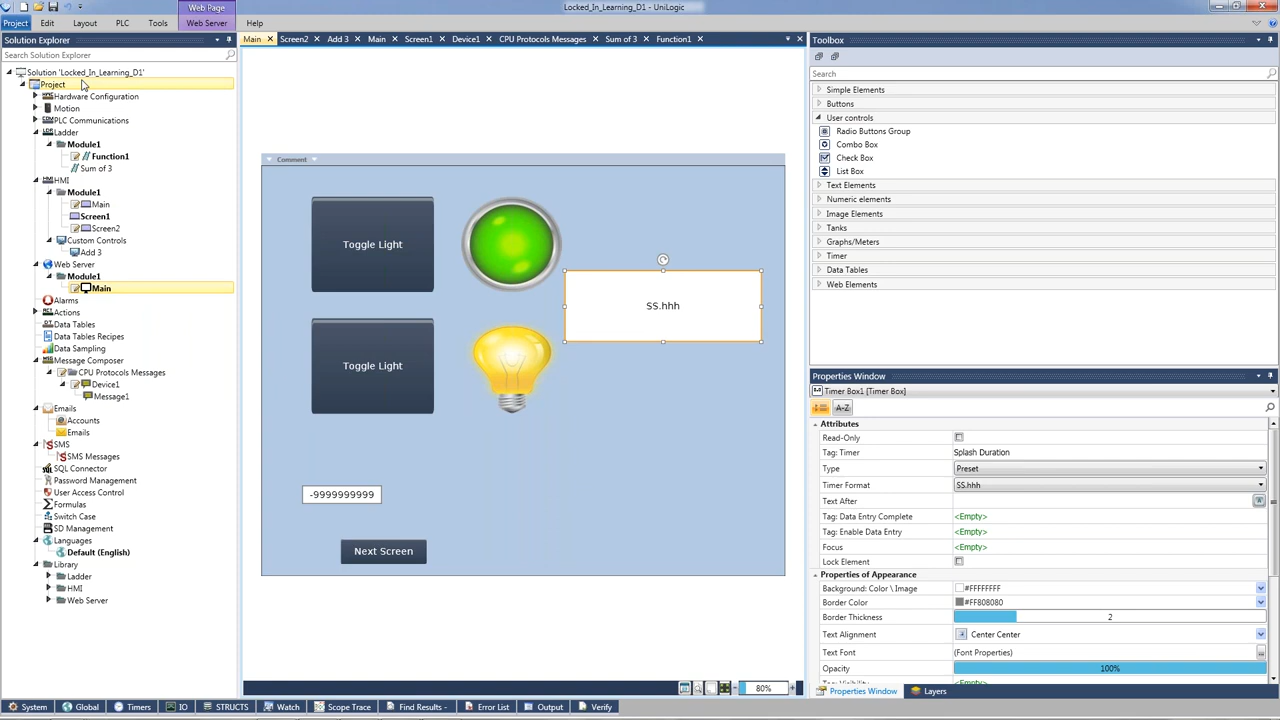 Web Page
Locked_In_Learning_D1* - UniLogic
Project Edit Layout PLC Tools Web Server Help
Solution Explorer
Search Solution Explorer
Solution 'Locked_In_Learning_D1'
Project
Hardware Configuration
Motion
PLC Communications
Ladder
Module1
Function1
Sum of 3
HMI
Module1
Main
Screen1
Screen2
Custom Controls
Add 3
Web Server
Module1
Main
Alarms
Actions
Data Tables
Data Tables Recipes
Data Sampling
Message Composer
CPU Protocols Messages
Device1
Message1
Emails
Accounts
Emails
SMS
SMS Messages
SQL Connector
Password Management
User Access Control
Formulas
Switch Case
SD Management
Languages
Default (English)
Library
Ladder
HMI
Web Server
Main Screen2 Add 3 Main Screen1 Device1 CPU Protocols Messages Sum of 3 Function1
Comment
Toggle Light
SS.hhh
Toggle Light
-9999999999
Next Screen
80%
Toolbox
Search
Simple Elements
Buttons
User controls
Radio Buttons Group
Combo Box
Check Box
List Box
Text Elements
Numeric elements
Image Elements
Tanks
Graphs/Meters
Timer
Data Tables
Web Elements
Properties Window
Timer Box1 [Timer Box]
A-Z
Attributes
Read-Only
Tag: Timer Splash Duration
Type Preset
Timer Format SS.hhh
Text After
Tag: Data Entry Complete <Empty>
Tag: Enable Data Entry <Empty>
Focus <Empty>
Lock Element
Properties of Appearance
Background: Color \ Image #FFFFFFFF
Border Color #FF808080
Border Thickness 2
Text Alignment Center Center
Text Font (Font Properties)
Opacity 100%
Properties Window Layers
System Global Timers IO STRUCTS Watch Scope Trace Find Results - Error List Output Verify